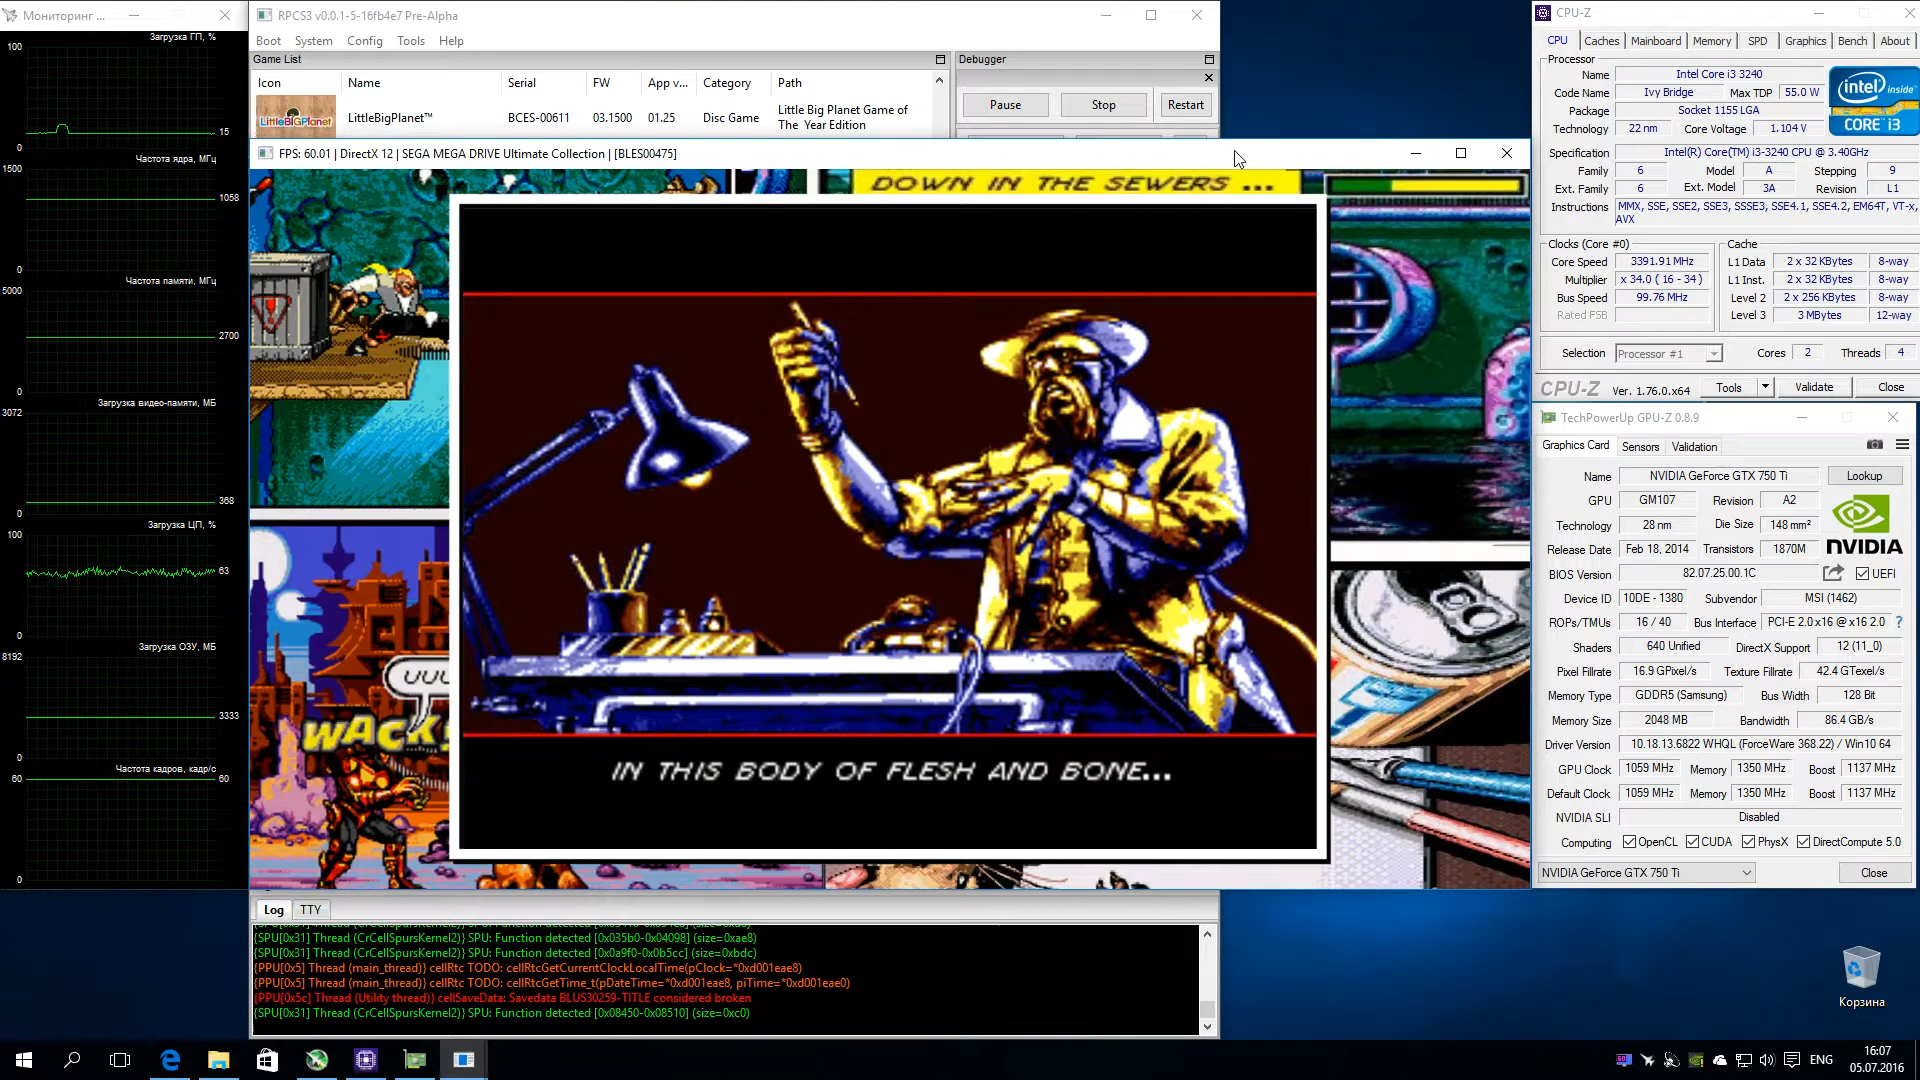 Мониторинг ...
Загрузка ГП, %
100
15
0
Частота ядра, МГц
1500
1058
0
Частота памяти, МГц
5000
2700
0
Загрузка видео-памяти, МБ
3072
368
0
Загрузка ЦП, %
100
63
0
Загрузка ОЗУ, МБ
8192
3333
0
Частота кадров, кадр/с
60
60
0
RPCS3 v0.0.1-5-16fb4e7 Pre-Alpha
Boot System Config Tools Help
Game List
Icon Name Serial FW App v... Category Path
LittleBIGPlanet
LittleBigPlanet™ BCES-00611 03.1500 01.25 Disc Game Little Big Planet Game of The Year Edition
Debugger
Pause Stop Restart
FPS: 60.01 | DirectX 12 | SEGA MEGA DRIVE Ultimate Collection | [BLES00475]
DOWN IN THE SEWERS ...
UUU
WACK!
IN THIS BODY OF FLESH AND BONE...
Log TTY
{SPU[0x31] Thread (CrCellSpursKernel2)} SPU: Function detected [0x035b0-0x04098] (size=0xae8)
{SPU[0x31] Thread (CrCellSpursKernel2)} SPU: Function detected [0x0a9f0-0x0b5cc] (size=0xbdc)
{PPU[0x5] Thread (main_thread)} cellRtc TODO: cellRtcGetCurrentClockLocalTime(pClock=*0xd001eae8)
{PPU[0x5] Thread (main_thread)} cellRtc TODO: cellRtcGetTime_t(pDateTime=*0xd001eae8, piTime=*0xd001eae0)
{PPU[0x5c] Thread (Utility thread)} cellSaveData: Savedata BLUS30259-TITLE considered broken
{SPU[0x31] Thread (CrCellSpursKernel2)} SPU: Function detected [0x08450-0x08510] (size=0xc0)
CPU-Z
CPU Caches Mainboard Memory SPD Graphics Bench About
Processor
Name Intel Core i3 3240
Code Name Ivy Bridge Max TDP 55.0 W
Package Socket 1155 LGA
Technology 22 nm Core Voltage 1.104 V
intel inside™
CORE i3
Specification Intel(R) Core(TM) i3-3240 CPU @ 3.40GHz
Family 6 Model A Stepping 9
Ext. Family 6 Ext. Model 3A Revision L1
Instructions MMX, SSE, SSE2, SSE3, SSSE3, SSE4.1, SSE4.2, EM64T, VT-x, AVX
Clocks (Core #0)
Core Speed 3391.91 MHz
Multiplier x 34.0 ( 16 - 34 )
Bus Speed 99.76 MHz
Rated FSB
Cache
L1 Data 2 x 32 KBytes 8-way
L1 Inst. 2 x 32 KBytes 8-way
Level 2 2 x 256 KBytes 8-way
Level 3 3 MBytes 12-way
Selection Processor #1 Cores 2 Threads 4
CPU-Z Ver. 1.76.0.x64 Tools Validate Close
TechPowerUp GPU-Z 0.8.9
Graphics Card Sensors Validation
Name NVIDIA GeForce GTX 750 Ti Lookup
GPU GM107 Revision A2
Technology 28 nm Die Size 148 mm²
Release Date Feb 18, 2014 Transistors 1870M
NVIDIA
BIOS Version 82.07.25.00.1C UEFI
Device ID 10DE - 1380 Subvendor MSI (1462)
ROPs/TMUs 16 / 40 Bus Interface PCI-E 2.0 x16 @ x16 2.0 ?
Shaders 640 Unified DirectX Support 12 (11_0)
Pixel Fillrate 16.9 GPixel/s Texture Fillrate 42.4 GTexel/s
Memory Type GDDR5 (Samsung) Bus Width 128 Bit
Memory Size 2048 MB Bandwidth 86.4 GB/s
Driver Version 10.18.13.6822 WHQL (ForceWare 368.22) / Win10 64
GPU Clock 1059 MHz Memory 1350 MHz Boost 1137 MHz
Default Clock 1059 MHz Memory 1350 MHz Boost 1137 MHz
NVIDIA SLI Disabled
Computing OpenCL CUDA PhysX DirectCompute 5.0
NVIDIA GeForce GTX 750 Ti Close
Корзина
ENG
16:07
05.07.2016